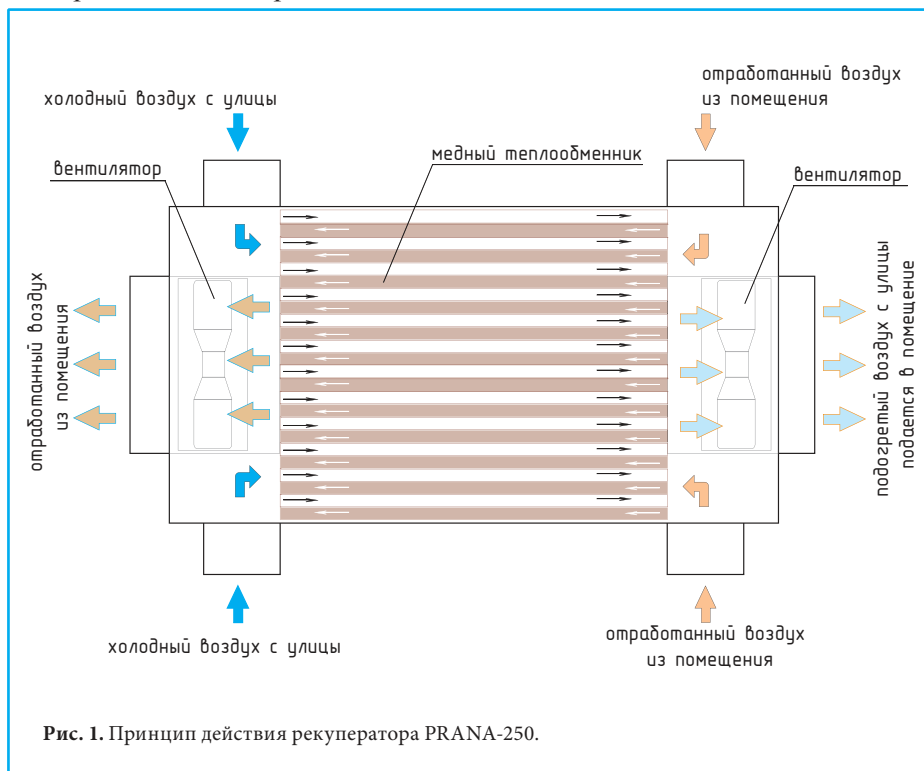 холодный воздух с улицы
отработанный воздух
из помещения
вентилятор
медный теплообменник
вентилятор
отработанный воздух
из помещения
подогретый воздух с улицы
подается в помещение
холодный воздух с улицы
отработанный воздух
из помещения
Рис. 1. Принцип действия рекуператора PRANA-250.